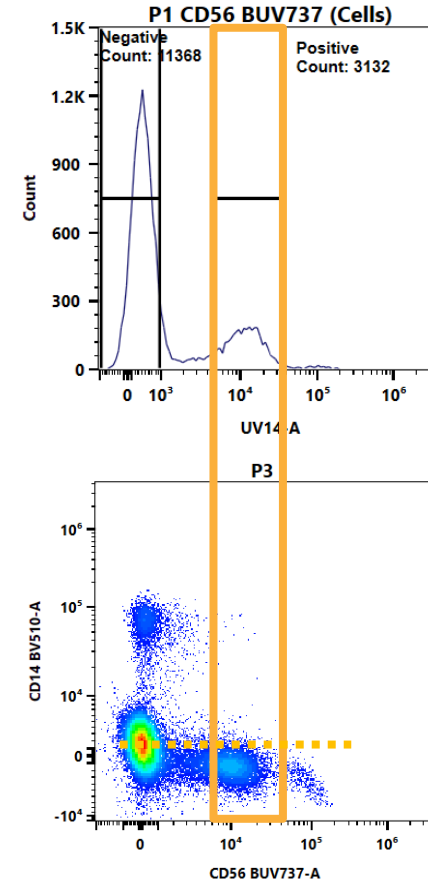 P1 CD56 BUV737 (Cells)
1.5K
Negative
Count: 11368
Positive
Count: 3132
1.2K
900
600
300
0
Count
0 10³ 10⁴ 10⁵ 10⁶
UV14-A
P3
10⁶
10⁵
10⁴
0
-10⁴
CD14 BV510-A
0 10⁴ 10⁵ 10⁶
CD56 BUV737-A